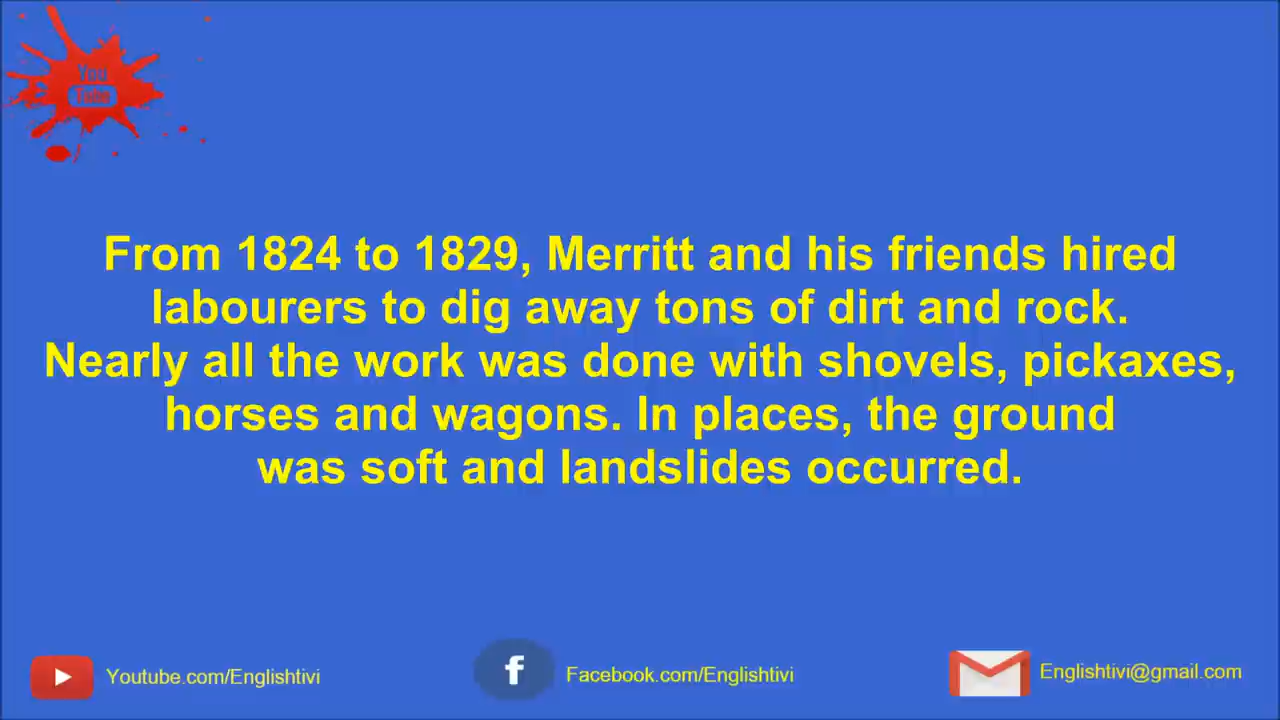 You
Tube
From 1824 to 1829, Merritt and his friends hired
labourers to dig away tons of dirt and rock.
Nearly all the work was done with shovels, pickaxes,
horses and wagons. In places, the ground
was soft and landslides occurred.
Youtube.com/Englishtivi
f
Facebook.com/Englishtivi
Englishtivi@gmail.com